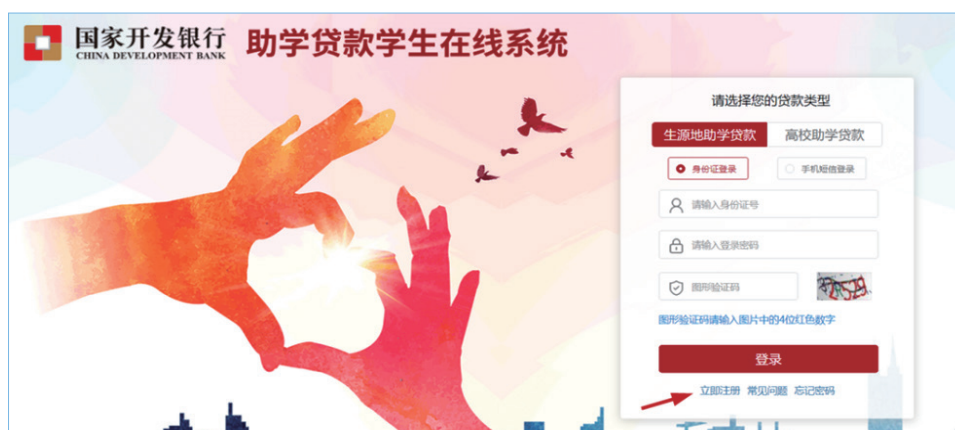 国家开发银行 助学贷款学生在线系统
CHINA DEVELOPMENT BANK
请选择您的贷款类型
生源地助学贷款 高校助学贷款
身份证登录 手机短信登录
请输入身份证号
请输入登录密码
图形验证码
图形验证码请输入图片中的4位红色数字
登录
立即注册 常见问题 忘记密码